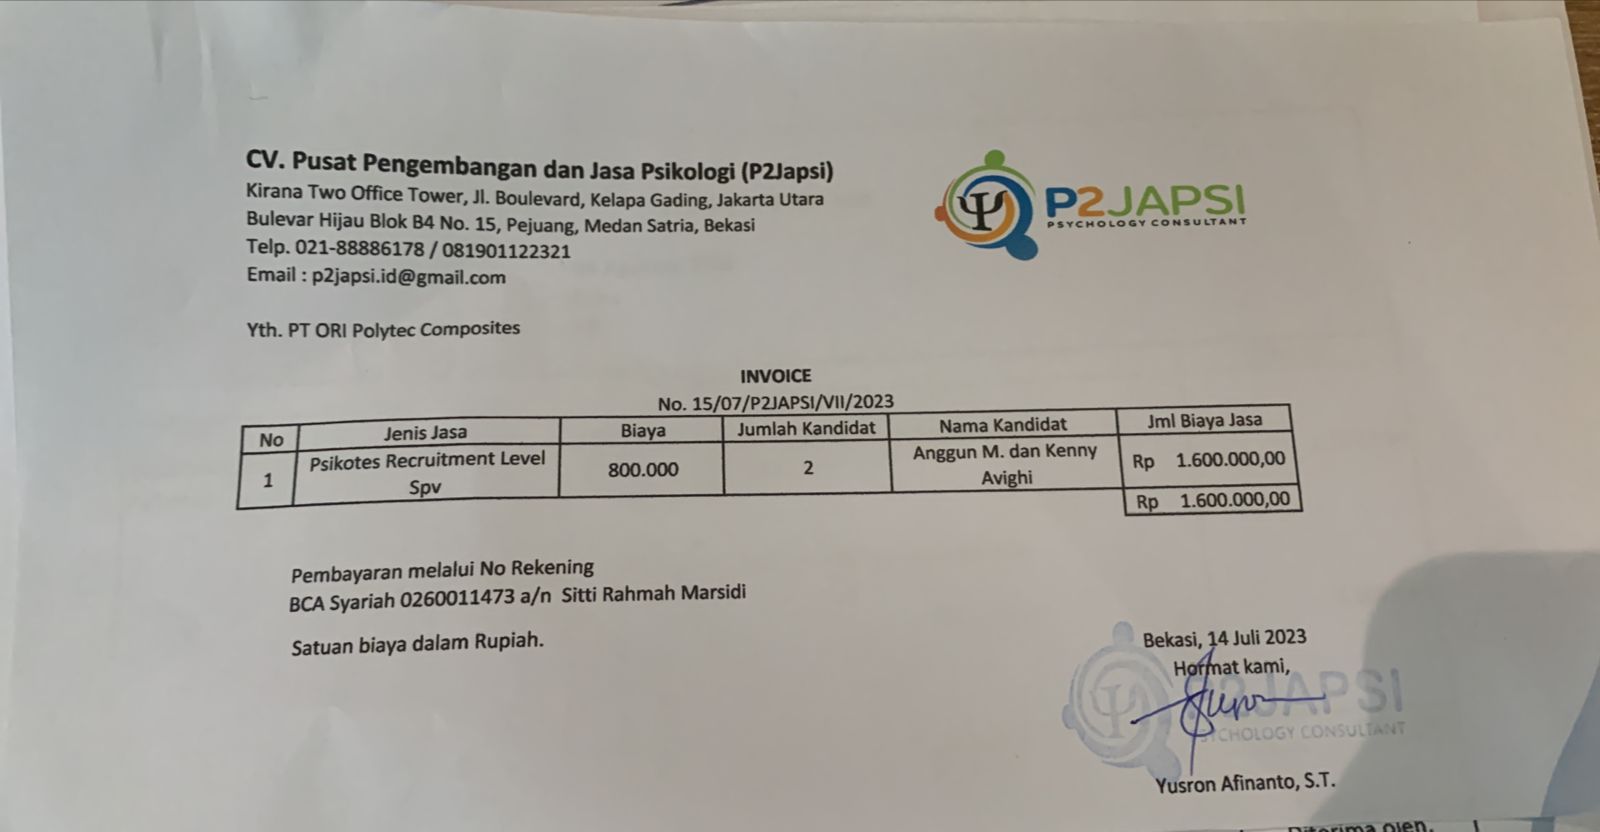 CV. Pusat Pengembangan dan Jasa Psikologi (P2Japsi)
Kirana Two Office Tower, Jl. Boulevard, Kelapa Gading, Jakarta Utara
Bulevar Hijau Blok B4 No. 15, Pejuang, Medan Satria, Bekasi
Telp. 021-88886178 / 081901122321
Email : p2japsi.id@gmail.com
P2JAPSI
PSYCHOLOGY CONSULTANT
Yth. PT ORI Polytec Composites
INVOICE
No. 15/07/P2JAPSI/VII/2023
No Jenis Jasa Biaya Jumlah Kandidat Nama Kandidat Jml Biaya Jasa
1 Psikotes Recruitment Level Spv 800.000 2 Anggun M. dan Kenny Avighi Rp 1.600.000,00
Rp 1.600.000,00
Pembayaran melalui No Rekening
BCA Syariah 0260011473 a/n Sitti Rahmah Marsidi
Satuan biaya dalam Rupiah.
Bekasi, 14 Juli 2023
Hormat kami,
P2JAPSI
PSYCHOLOGY CONSULTANT
Yusron Afinanto, S.T.
Diterima oleh,